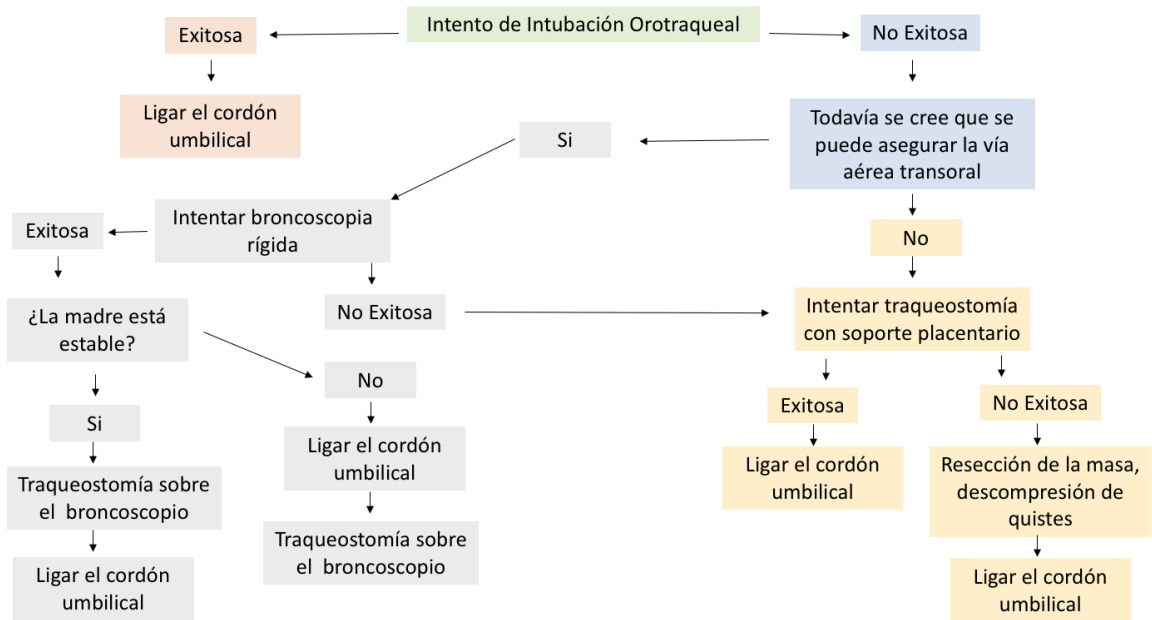 Intento de Intubación Orotraqueal
Exitosa
No Exitosa
Ligar el cordón
umbilical
Todavía se cree que se
puede asegurar la vía
aérea transoral
Si
Intentar broncoscopia
rígida
Exitosa
No
¿La madre está
estable?
No Exitosa
Intentar traqueostomía
con soporte placentario
No
Exitosa
No Exitosa
Si
Ligar el cordón
umbilical
Ligar el cordón
umbilical
Resección de la masa,
descompresión de
quistes
Traqueostomía sobre
el broncoscopio
Traqueostomía sobre
el broncoscopio
Ligar el cordón
umbilical
Ligar el cordón
umbilical